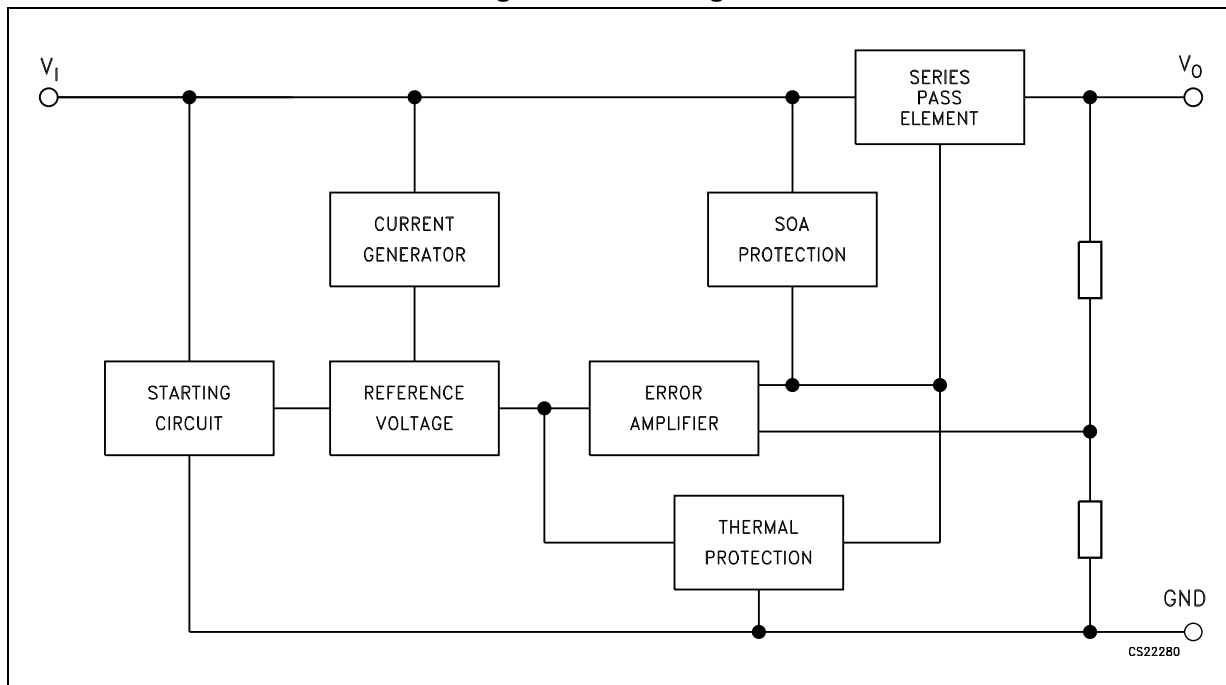 V_I
V_O
SERIES
PASS
ELEMENT
CURRENT
GENERATOR
SOA
PROTECTION
STARTING
CIRCUIT
REFERENCE
VOLTAGE
ERROR
AMPLIFIER
THERMAL
PROTECTION
GND
CS22280